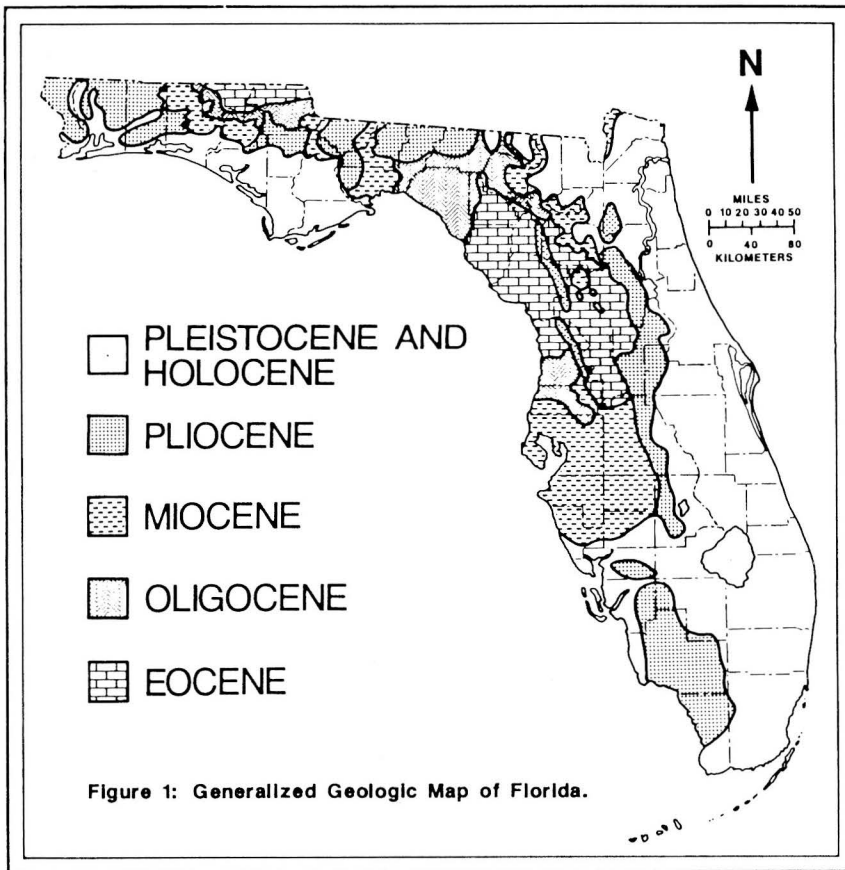 N
MILES
0 10 20 30 40 50
0 40 80
KILOMETERS
PLEISTOCENE AND
HOLOCENE
PLIOCENE
MIOCENE
OLIGOCENE
EOCENE
Figure 1: Generalized Geologic Map of Florida.